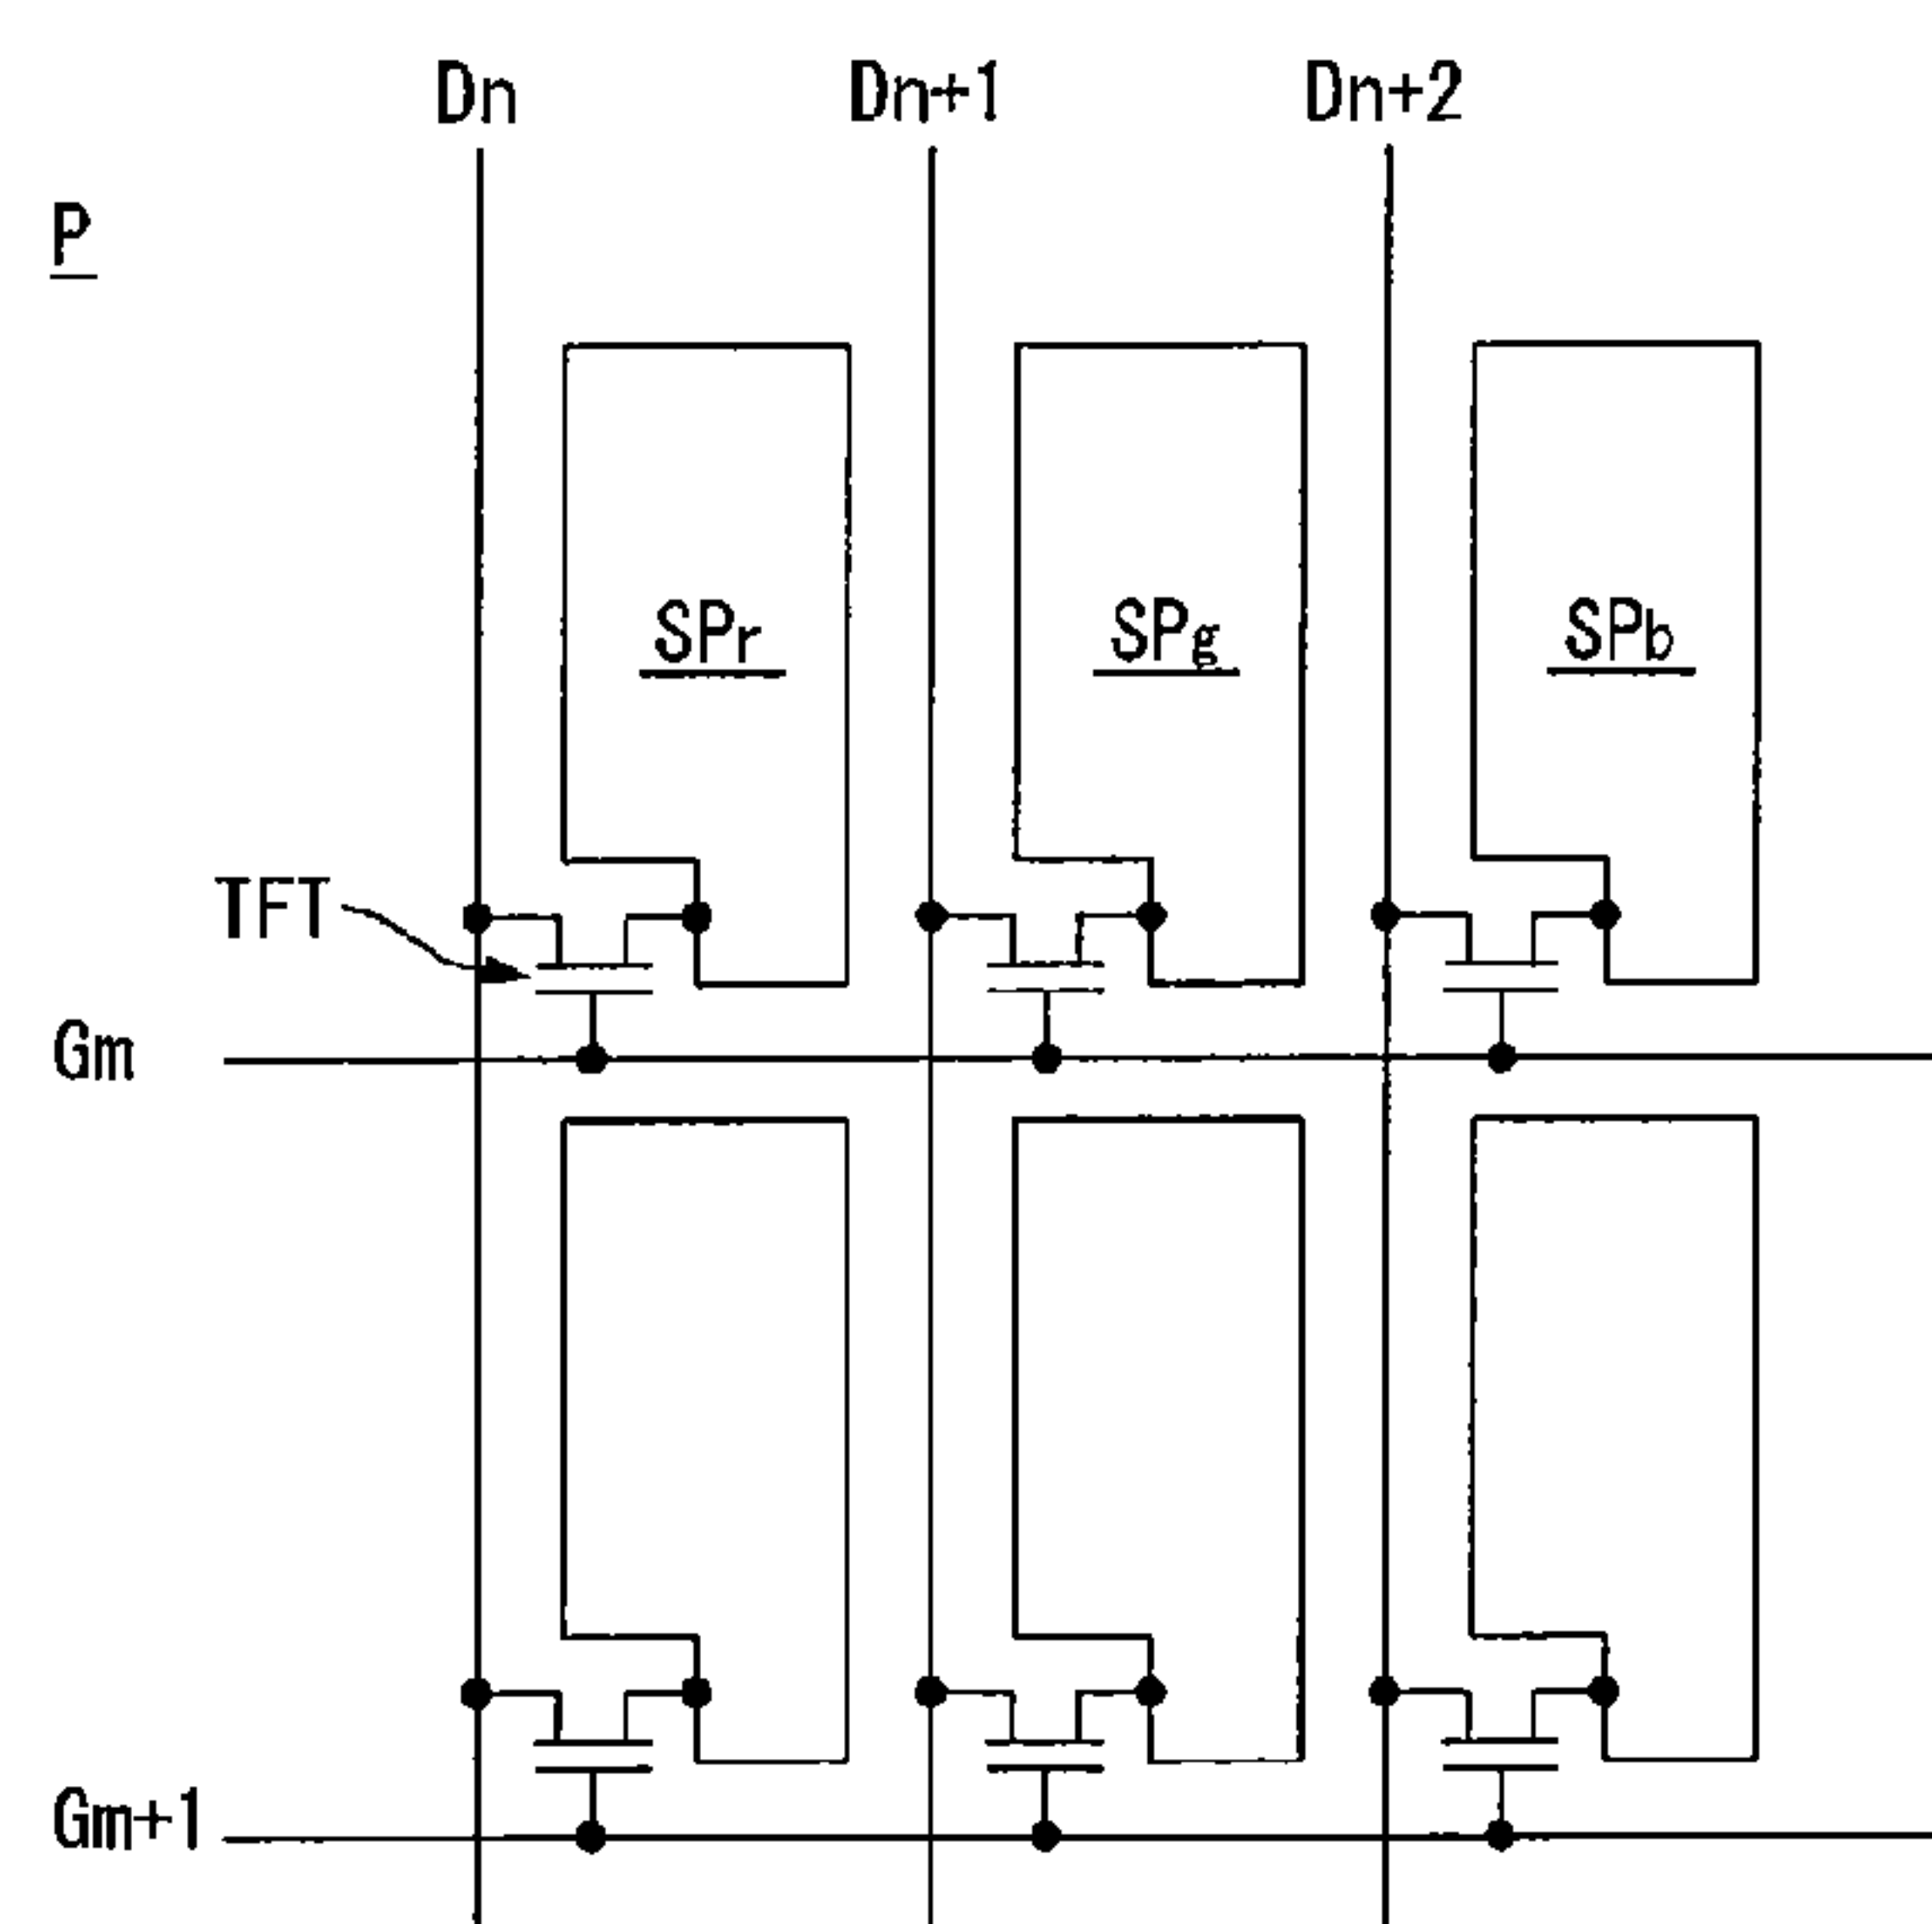 Dn
Dn+1
Dn+2
P
SPr
SPg
SPb
TFT
Gm
Gm+1